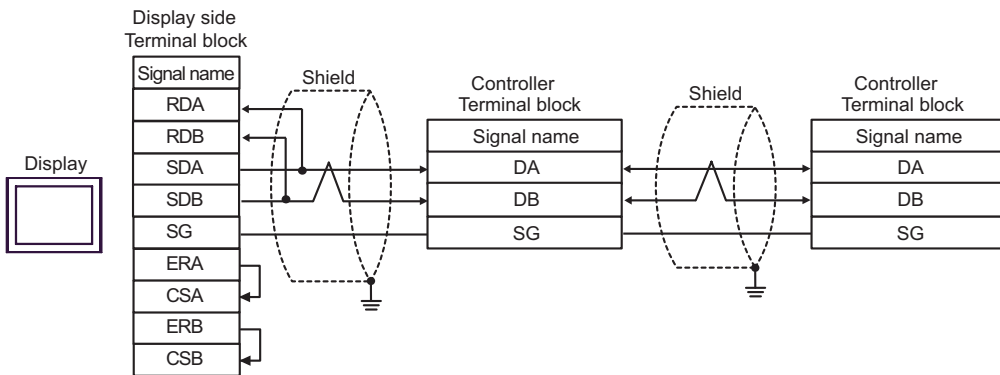 Display
Display side
Terminal block
Signal name
RDA
RDB
SDA
SDB
SG
ERA
CSA
ERB
CSB
Shield
Controller
Terminal block
Signal name
DA
DB
SG
Shield
Controller
Terminal block
Signal name
DA
DB
SG